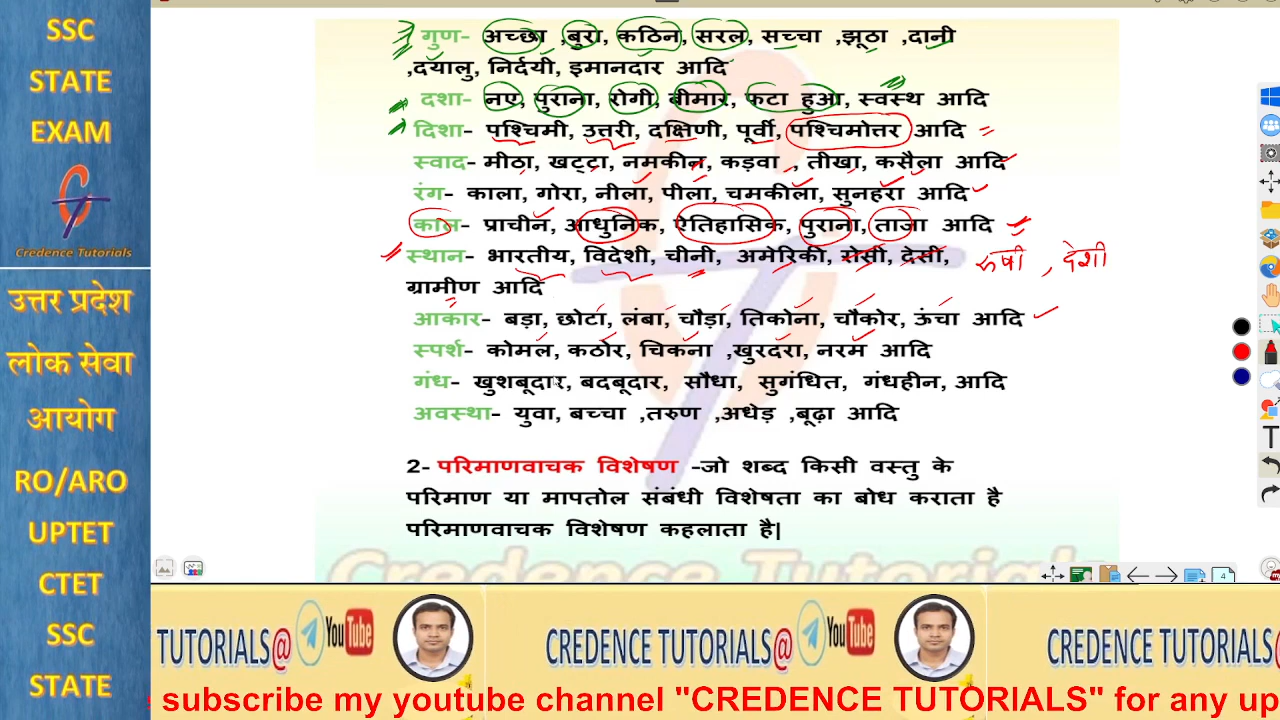 SSC
STATE
EXAM
Credence Tutorials
उत्तर प्रदेश
लोक सेवा
आयोग
RO/ARO
UPTET
CTET
SSC
STATE
गुण- अच्छा ,बुरा, कठिन, सरल, सच्चा ,झूठा ,दानी
,दयालु, निर्दयी, इमानदार आदि
दशा- नए, पुराना, रोगी, बीमार, फटा हुआ, स्वस्थ आदि
दिशा- पश्चिमी, उत्तरी, दक्षिणी, पूर्वी, पश्चिमोत्तर आदि
स्वाद- मीठा, खट्टा, नमकीन, कड़वा , तीखा, कसैला आदि
रंग- काला, गोरा, नीला, पीला, चमकीला, सुनहरा आदि
काल- प्राचीन, आधुनिक, ऐतिहासिक, पुराना, ताजा आदि
स्थान- भारतीय, विदेशी, चीनी, अमेरिकी, रोसी, देसी, रुषी , देशी
ग्रामीण आदि
आकार- बड़ा, छोटा, लंबा, चौड़ा, तिकोना, चौकोर, ऊंचा आदि
स्पर्श- कोमल, कठोर, चिकना ,खुरदरा, नरम आदि
गंध- खुशबूदार, बदबूदार, सौधा, सुगंधित, गंधहीन, आदि
अवस्था- युवा, बच्चा ,तरुण ,अधेड़ ,बूढ़ा आदि
2- परिमाणवाचक विशेषण -जो शब्द किसी वस्तु के
परिमाण या मापतोल संबंधी विशेषता का बोध कराता है
परिमाणवाचक विशेषण कहलाता है|
Credence Tutorials
TUTORIALS@ YouTube CREDENCE TUTORIALS@ YouTube CREDENCE TUTO
subscribe my youtube channel "CREDENCE TUTORIALS" for any up